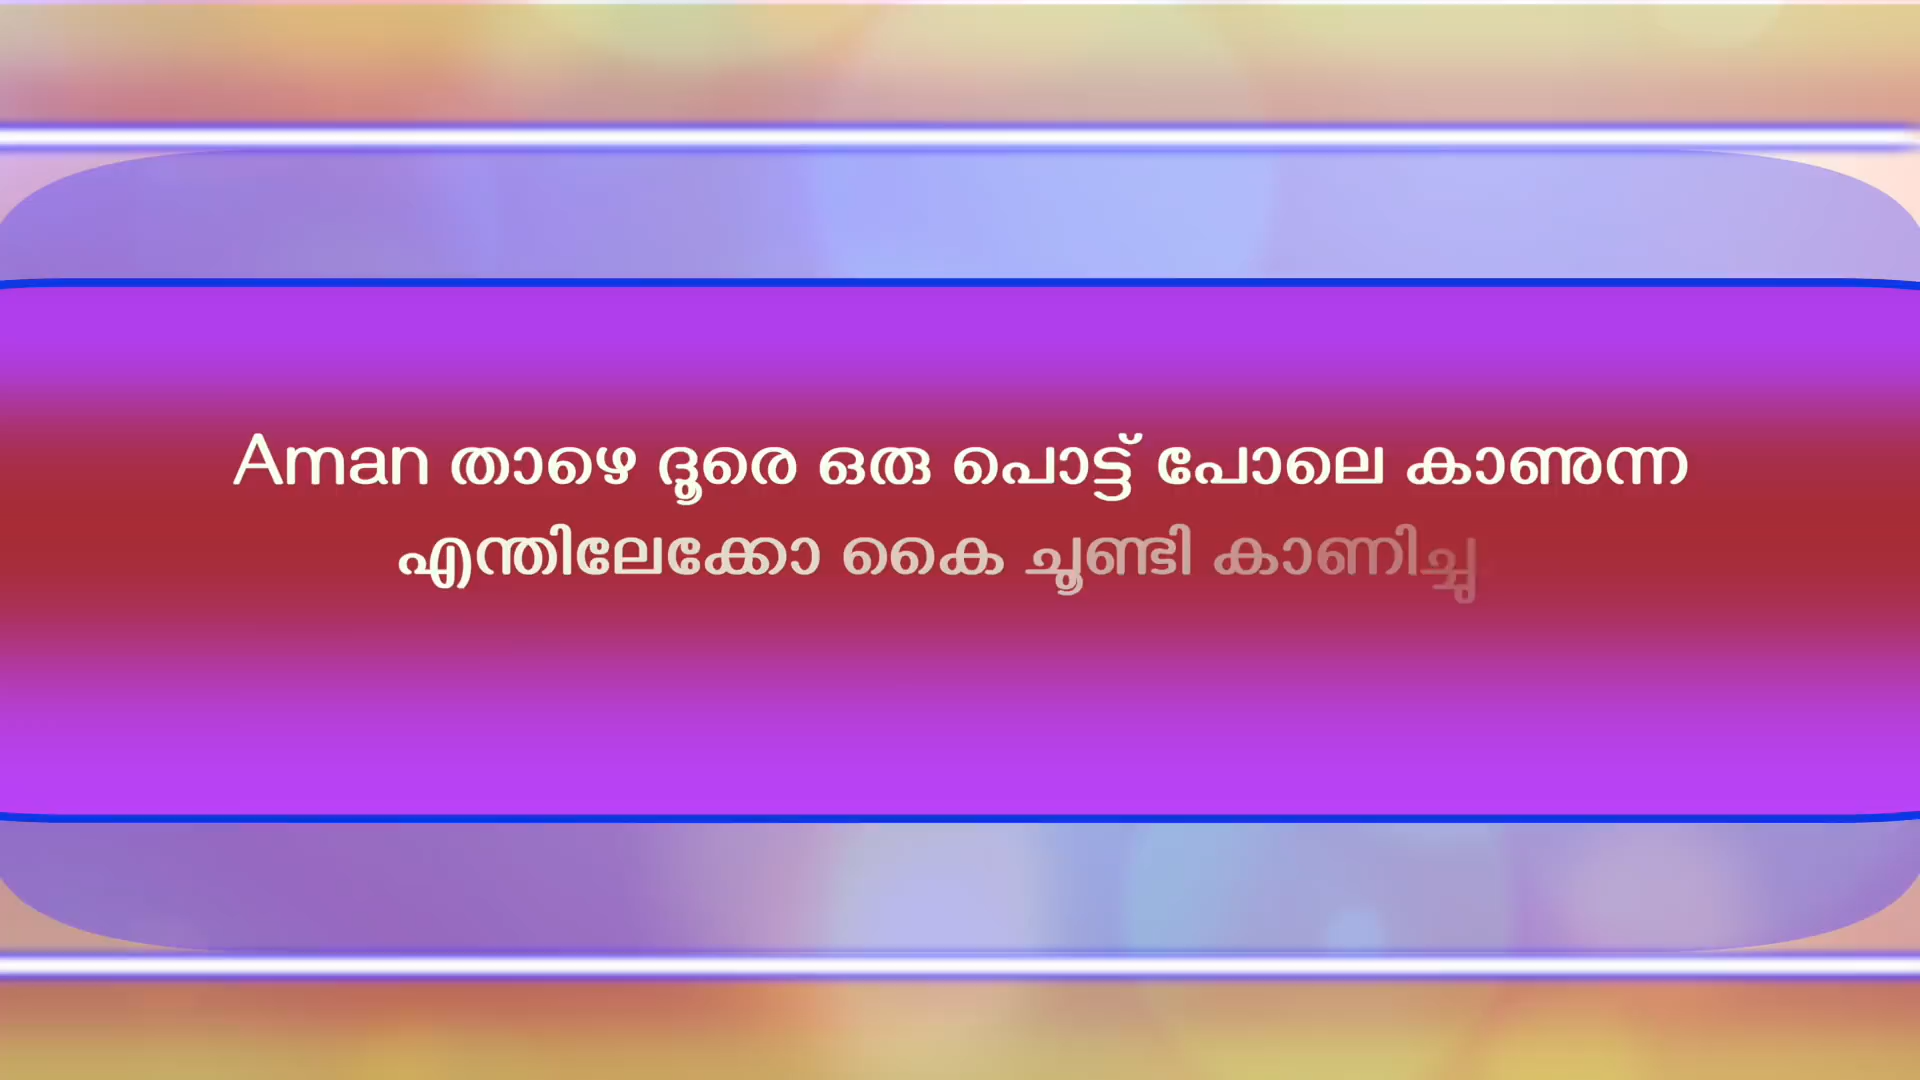 Aman താഴെ ദൂരെ ഒരു പൊട്ട് പോലെ കാണുന്ന
എന്തിലേക്കോ കൈ ചൂണ്ടി കാണിച്ചു